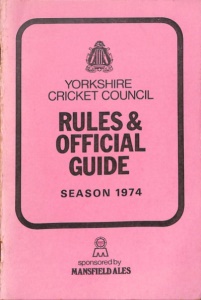 YORKSHIRE
CRICKET COUNCIL
RULES &
OFFICIAL
GUIDE
SEASON 1974
sponsored by
MANSFIELD ALES